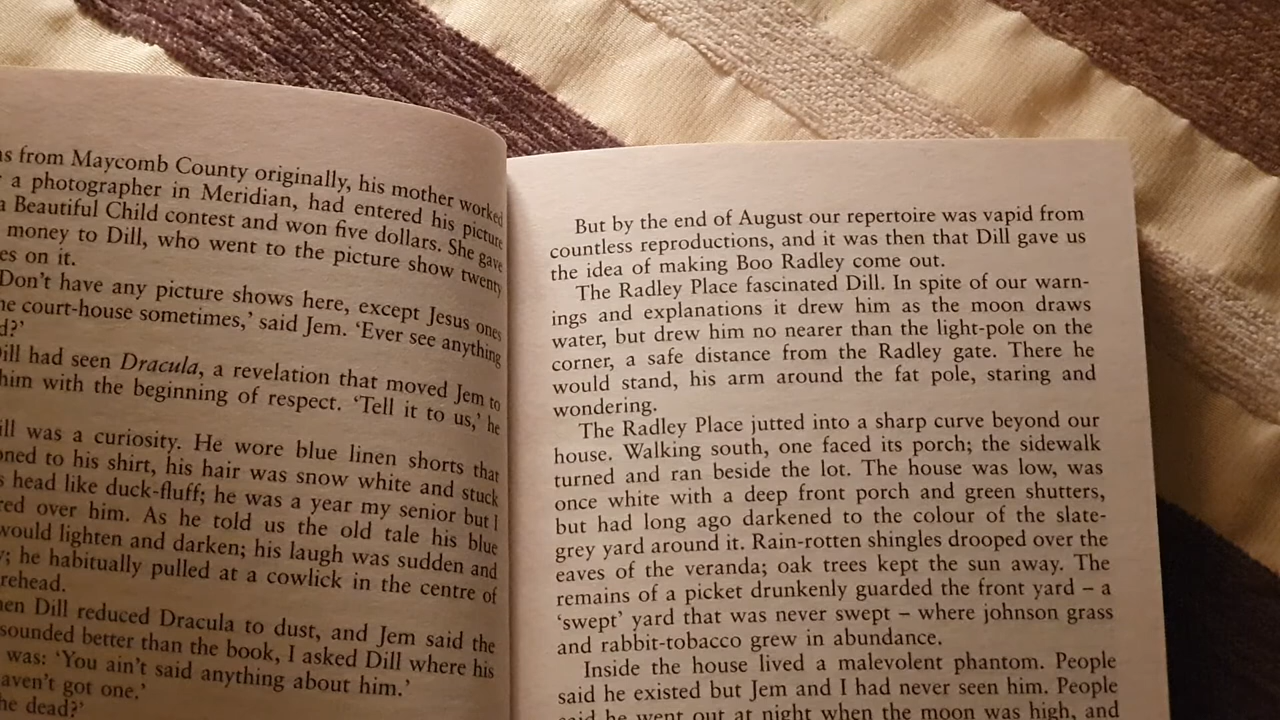 from Maycomb County originally, his mother worked
a photographer in Meridian, had entered his picture
a Beautiful Child contest and won five dollars. She gave
money to Dill, who went to the picture show twenty
on it.
Don't have any picture shows here, except Jesus ones
court-house sometimes,' said Jem. 'Ever see anything
Dill had seen Dracula, a revelation that moved Jem to
him with the beginning of respect. 'Tell it to us,' he
was a curiosity. He wore blue linen shorts that
to his shirt, his hair was snow white and stuck
head like duck-fluff; he was a year my senior but I
over him. As he told us the old tale his blue
would lighten and darken; his laugh was sudden and
he habitually pulled at a cowlick in the centre of
Dill reduced Dracula to dust, and Jem said the
sounded better than the book, I asked Dill where his
was: 'You ain't said anything about him.'
haven't got one.'
he dead?'
But by the end of August our repertoire was vapid from
countless reproductions, and it was then that Dill gave us
the idea of making Boo Radley come out.
The Radley Place fascinated Dill. In spite of our warn-
ings and explanations it drew him as the moon draws
water, but drew him no nearer than the light-pole on the
corner, a safe distance from the Radley gate. There he
would stand, his arm around the fat pole, staring and
wondering.
The Radley Place jutted into a sharp curve beyond our
house. Walking south, one faced its porch; the sidewalk
turned and ran beside the lot. The house was low, was
once white with a deep front porch and green shutters,
but had long ago darkened to the colour of the slate-
grey yard around it. Rain-rotten shingles drooped over the
eaves of the veranda; oak trees kept the sun away. The
remains of a picket drunkenly guarded the front yard – a
'swept' yard that was never swept – where johnson grass
and rabbit-tobacco grew in abundance.
Inside the house lived a malevolent phantom. People
said he existed but Jem and I had never seen him. People
said he went out at night when the moon was high, and